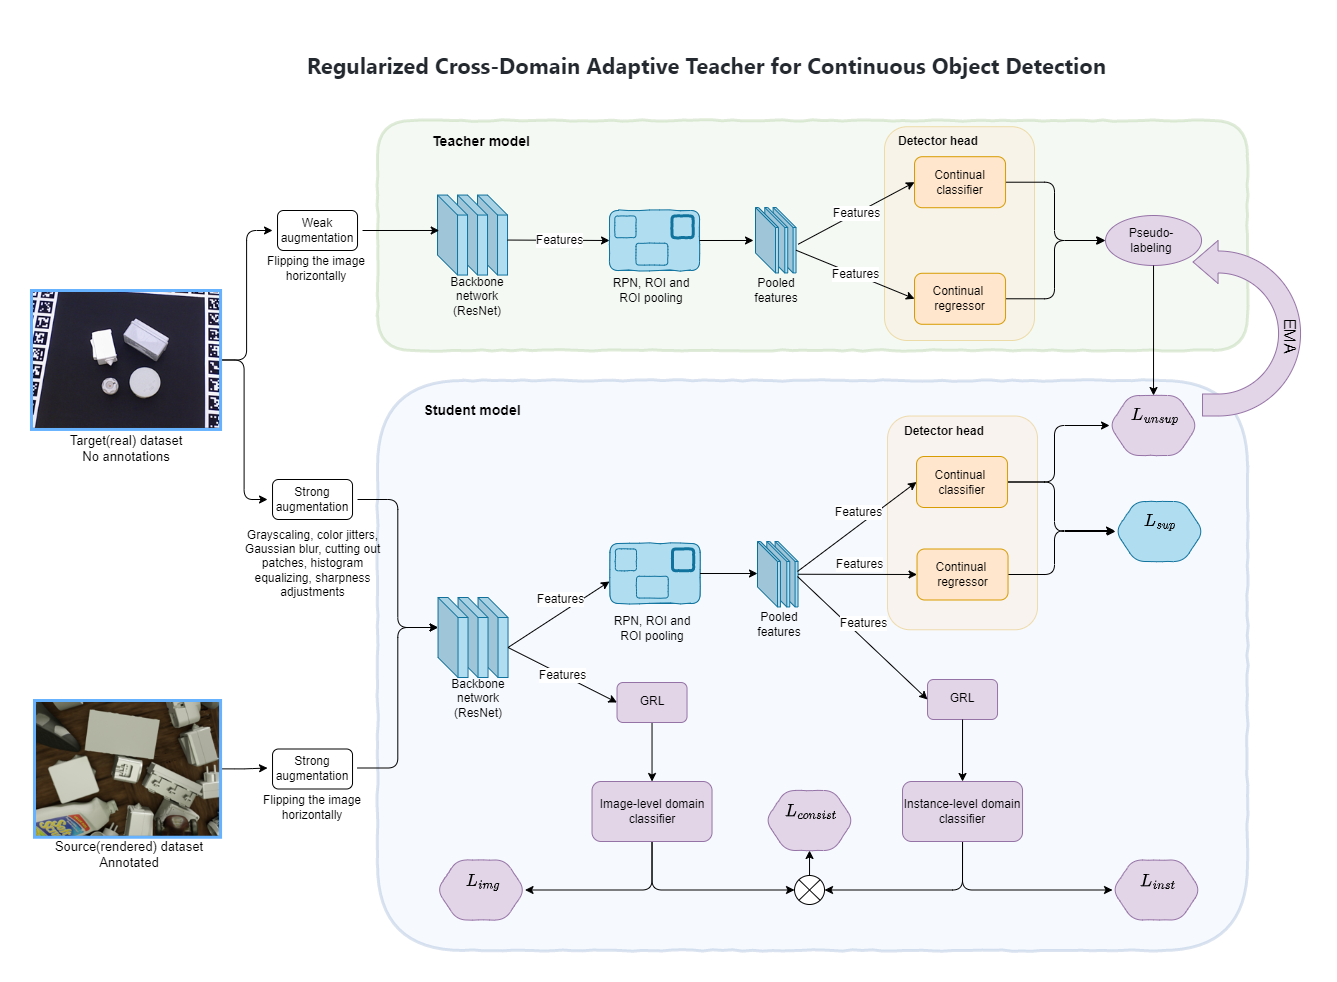 Regularized Cross-Domain Adaptive Teacher for Continuous Object Detection
Teacher model
Detector head
Continual
classifier
Weak
augmentation
Flipping the image
horizontally
Features
Features
Features
Backbone
network
(ResNet)
RPN, ROI and
ROI pooling
Pooled
features
Continual
regressor
Pseudo-
labeling
EMA
Target(real) dataset
No annotations
Student model
Detector head
L_unsup
Strong
augmentation
Grayscaling, color jitters,
Gaussian blur, cutting out
patches, histogram
equalizing, sharpness
adjustments
Continual
classifier
Features
L_sup
Features
Continual
regressor
Features
RPN, ROI and
ROI pooling
Pooled
features
Features
Backbone
network
(ResNet)
Features
GRL
GRL
Strong
augmentation
Flipping the image
horizontally
Source(rendered) dataset
Annotated
Image-level domain
classifier
L_consist
Instance-level domain
classifier
L_img
L_inst